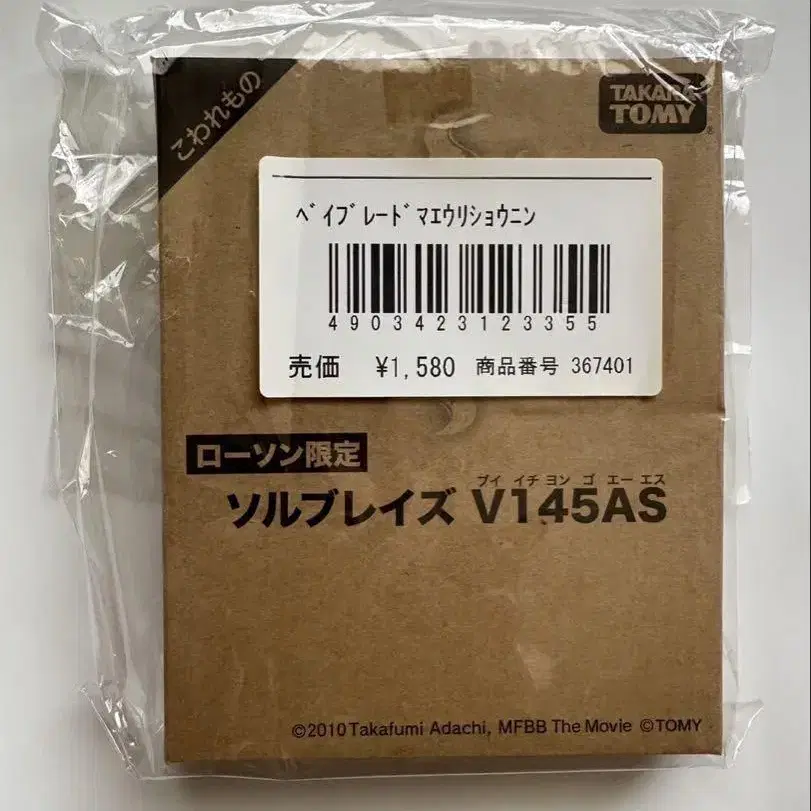 こわれもの
TAKARA
TOMY
ﾍﾞｲﾌﾞﾚｰﾄﾞﾏｴｳﾘｼｮｳﾆﾝ
4903423123355
売価 ¥1,580 商品番号 367401
ローソン限定
ブイ イチ ヨン ゴ エー エス
ソルブレイズ V145AS
©2010 Takafumi Adachi, MFBB The Movie ©TOMY